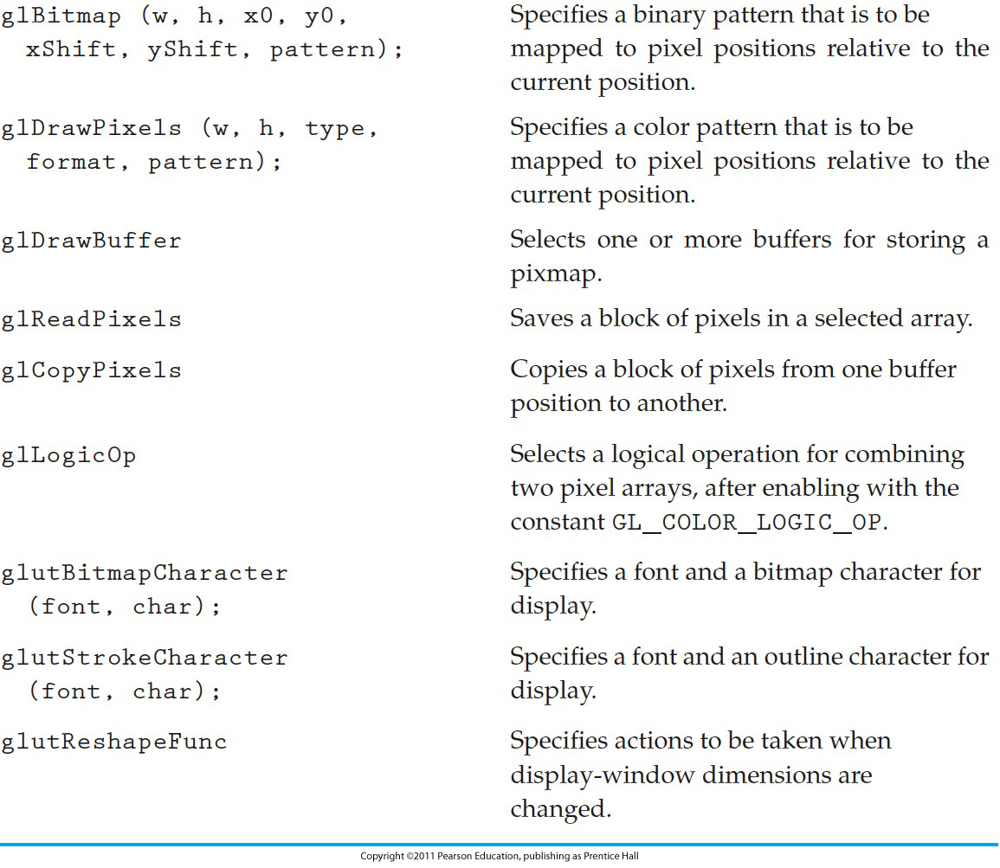 glBitmap (w, h, x0, y0,
xShift, yShift, pattern);
Specifies a binary pattern that is to be
mapped to pixel positions relative to the
current position.
glDrawPixels (w, h, type,
format, pattern);
Specifies a color pattern that is to be
mapped to pixel positions relative to the
current position.
glDrawBuffer
Selects one or more buffers for storing a
pixmap.
glReadPixels
Saves a block of pixels in a selected array.
glCopyPixels
Copies a block of pixels from one buffer
position to another.
glLogicOp
Selects a logical operation for combining
two pixel arrays, after enabling with the
constant GL_COLOR_LOGIC_OP.
glutBitmapCharacter
(font, char);
Specifies a font and a bitmap character for
display.
glutStrokeCharacter
(font, char);
Specifies a font and an outline character for
display.
glutReshapeFunc
Specifies actions to be taken when
display-window dimensions are
changed.
Copyright ©2011 Pearson Education, publishing as Prentice Hall